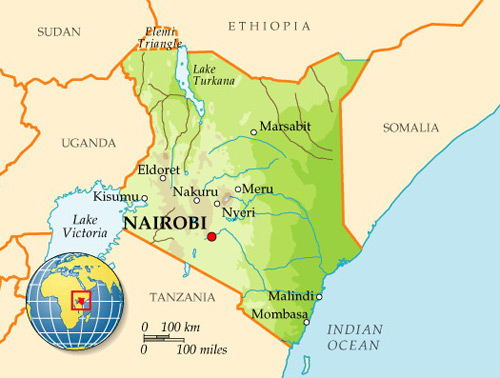 SUDAN
Elemi
Triangle
ETHIOPIA
Lake
Turkana
Marsabit
SOMALIA
UGANDA
Eldoret
Kisumu
Nakuru
Meru
Nyeri
NAIROBI
Lake
Victoria
TANZANIA
Malindi
Mombasa
INDIAN
OCEAN
0 100 km
0 100 miles